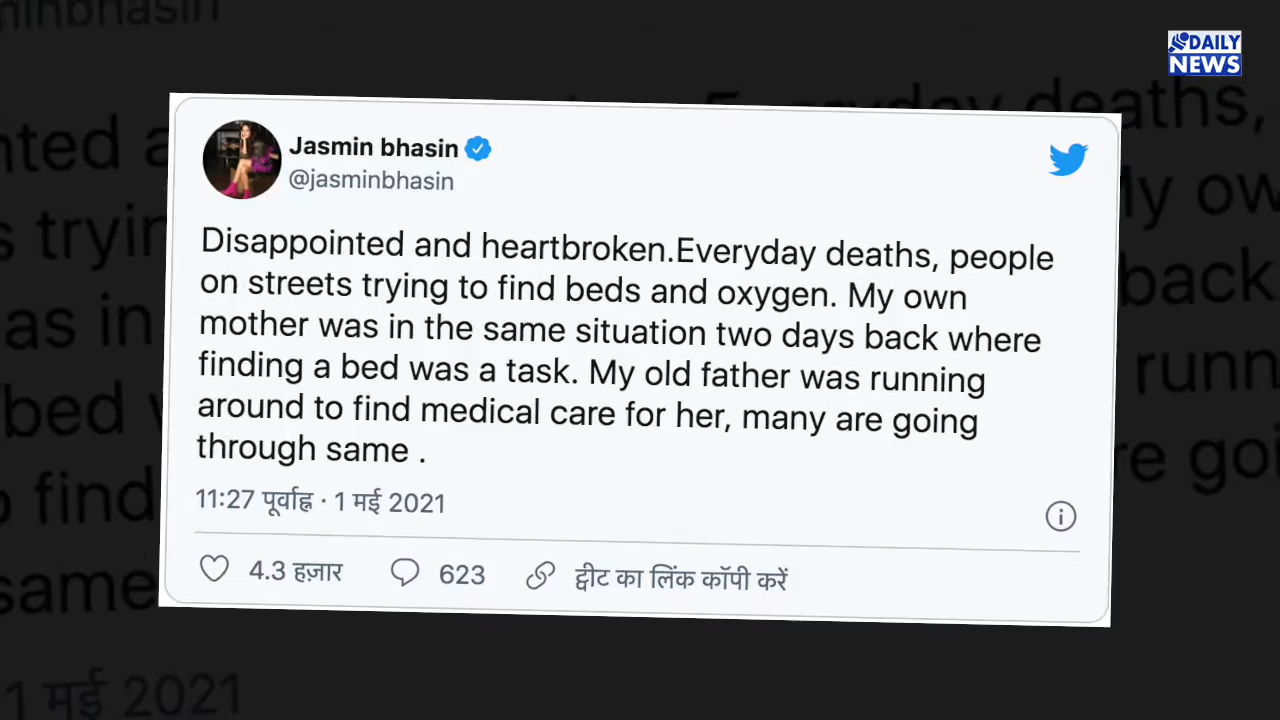 DAILY
NEWS
Jasmin bhasin
@jasminbhasin
Disappointed and heartbroken.Everyday deaths, people
on streets trying to find beds and oxygen. My own
mother was in the same situation two days back where
finding a bed was a task. My old father was running
around to find medical care for her, many are going
through same .
11:27 पूर्वाह्न · 1 मई 2021
4.3 हज़ार 623 ट्वीट का लिंक कॉपी करें